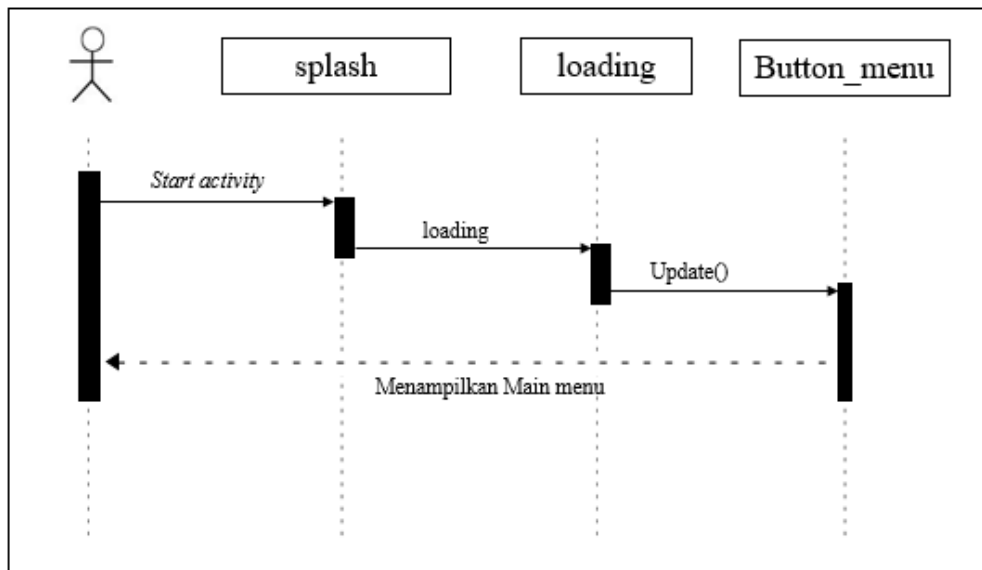 splash
loading
Button_menu
Start activity
loading
Update()
Menampilkan Main menu